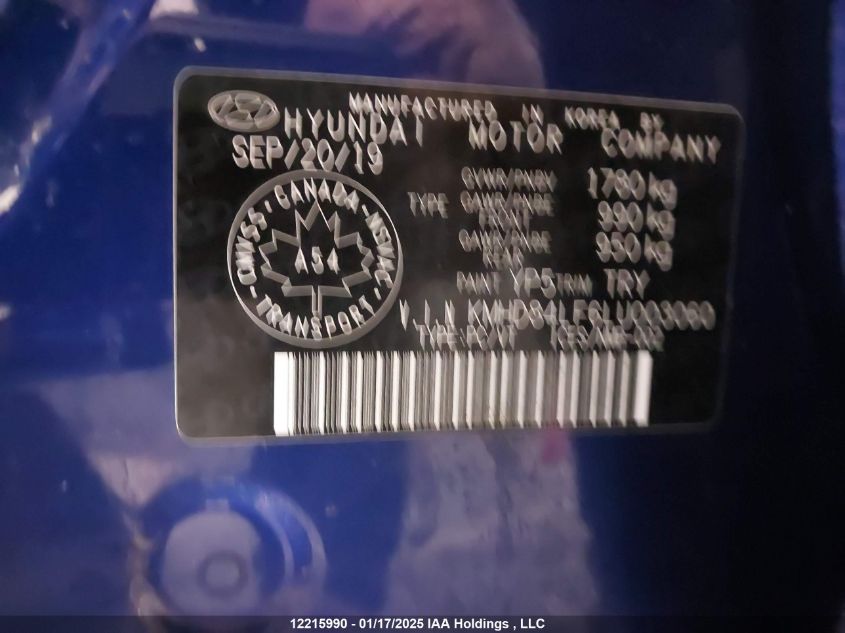 MANUFACTURED IN KOREA BY
HYUNDAI MOTOR COMPANY
SEP/20/19
GVWR/PNBV 1780 kg
TYPE GAWR/PNBE FRONT 990 kg
GAWR/PNBE REAR 950 kg
PAINT YP5 TRIM TRY
CMVSS · CANADA · NSVAC
A54
TRANSPORT
V.I.N KMHD84LF6LU003060
TYPE:PC/VT
12215990 - 01/17/2025 IAA Holdings , LLC